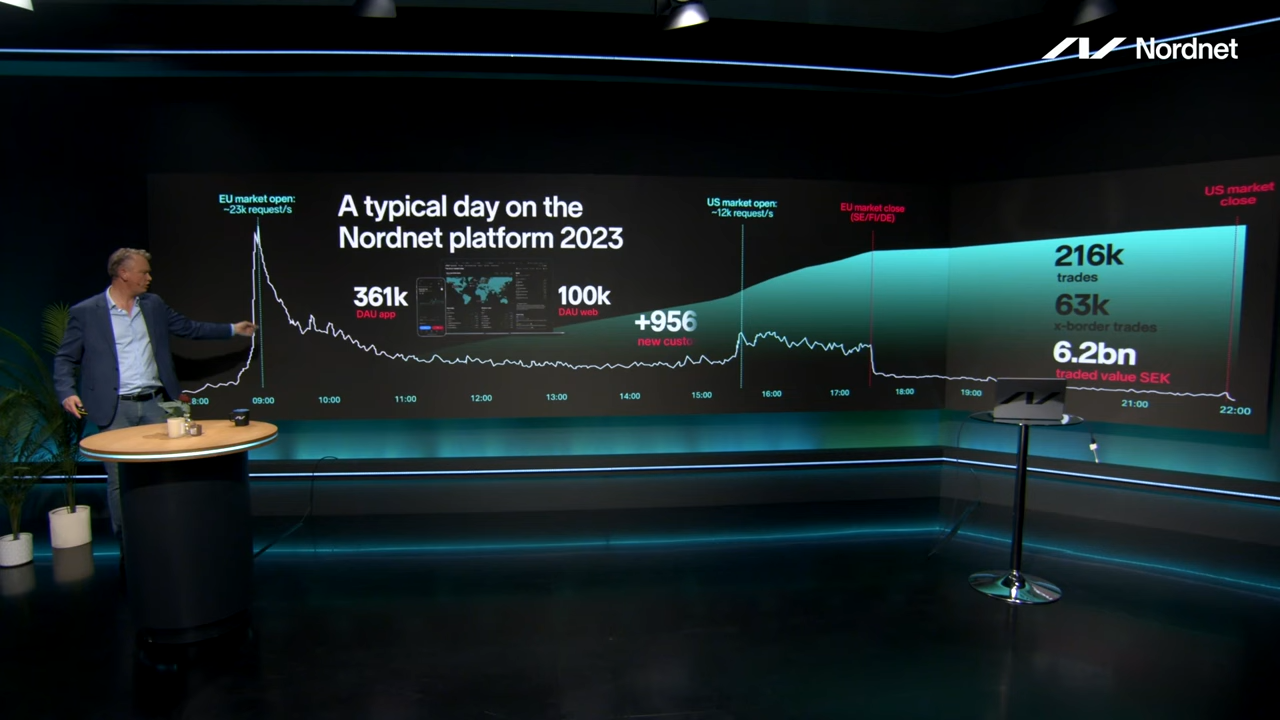 Nordnet
EU market open:
~23k request/s
A typical day on the
Nordnet platform 2023
US market open:
~12k request/s
EU market close
(SE/FI/DE)
US market
close
361k
DAU app
100k
DAU web
+956
new custo
216k
trades
63k
x-border trades
6.2bn
traded value SEK
8:00
09:00
10:00
11:00
12:00
13:00
14:00
15:00
16:00
17:00
18:00
19:00
21:00
22:00